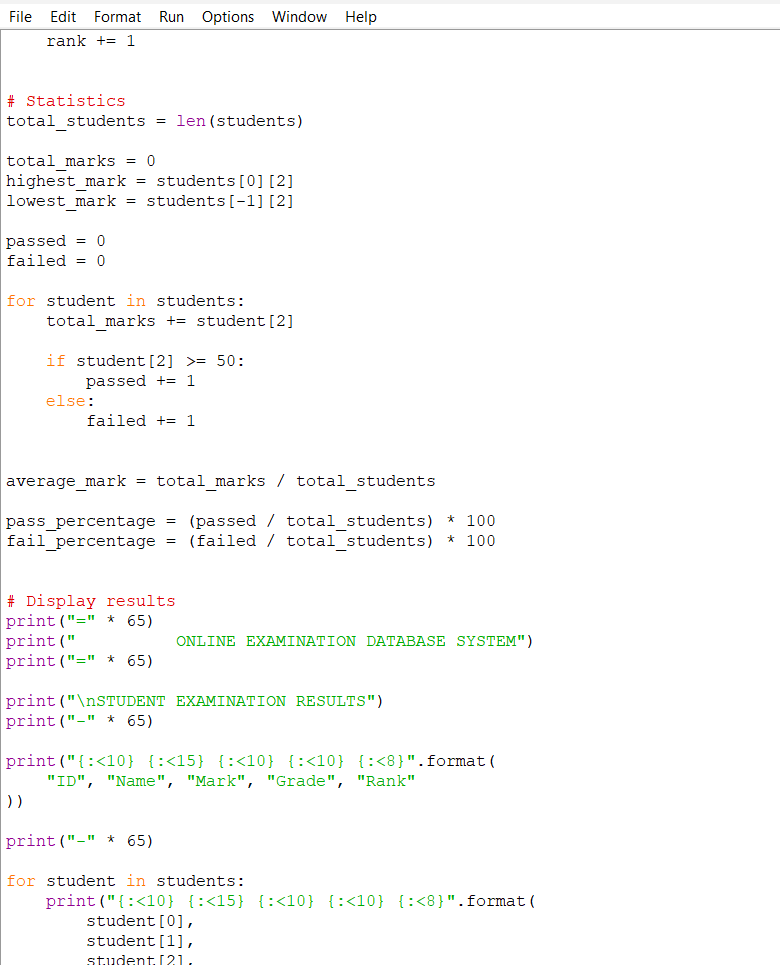 File Edit Format Run Options Window Help
    rank += 1
# Statistics
total_students = len(students)
total_marks = 0
highest_mark = students[0][2]
lowest_mark = students[-1][2]
passed = 0
failed = 0
for student in students:
    total_marks += student[2]
    if student[2] >= 50:
        passed += 1
    else:
        failed += 1
average_mark = total_marks / total_students
pass_percentage = (passed / total_students) * 100
fail_percentage = (failed / total_students) * 100
# Display results
print("=" * 65)
print("          ONLINE EXAMINATION DATABASE SYSTEM")
print("=" * 65)
print("\nSTUDENT EXAMINATION RESULTS")
print("-" * 65)
print("{:<10} {:<15} {:<10} {:<10} {:<8}".format(
    "ID", "Name", "Mark", "Grade", "Rank"
))
print("-" * 65)
for student in students:
    print("{:<10} {:<15} {:<10} {:<10} {:<8}".format(
        student[0],
        student[1],
        student[2],